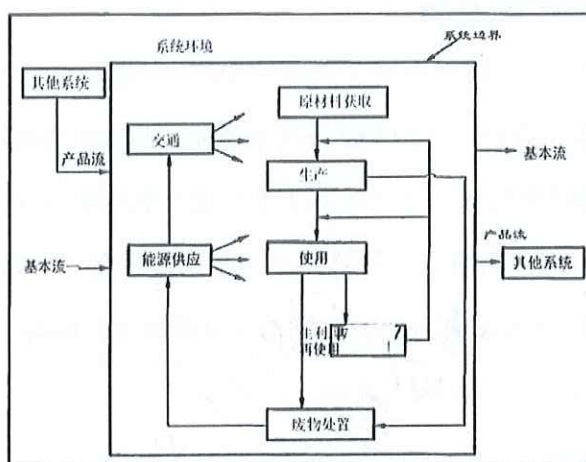 系统环境
系统边界
其他系统
原材料获取
交通
产品流
基本流
生产
产品流
基本流
能源供应
使用
其他系统
再使用
废物处置